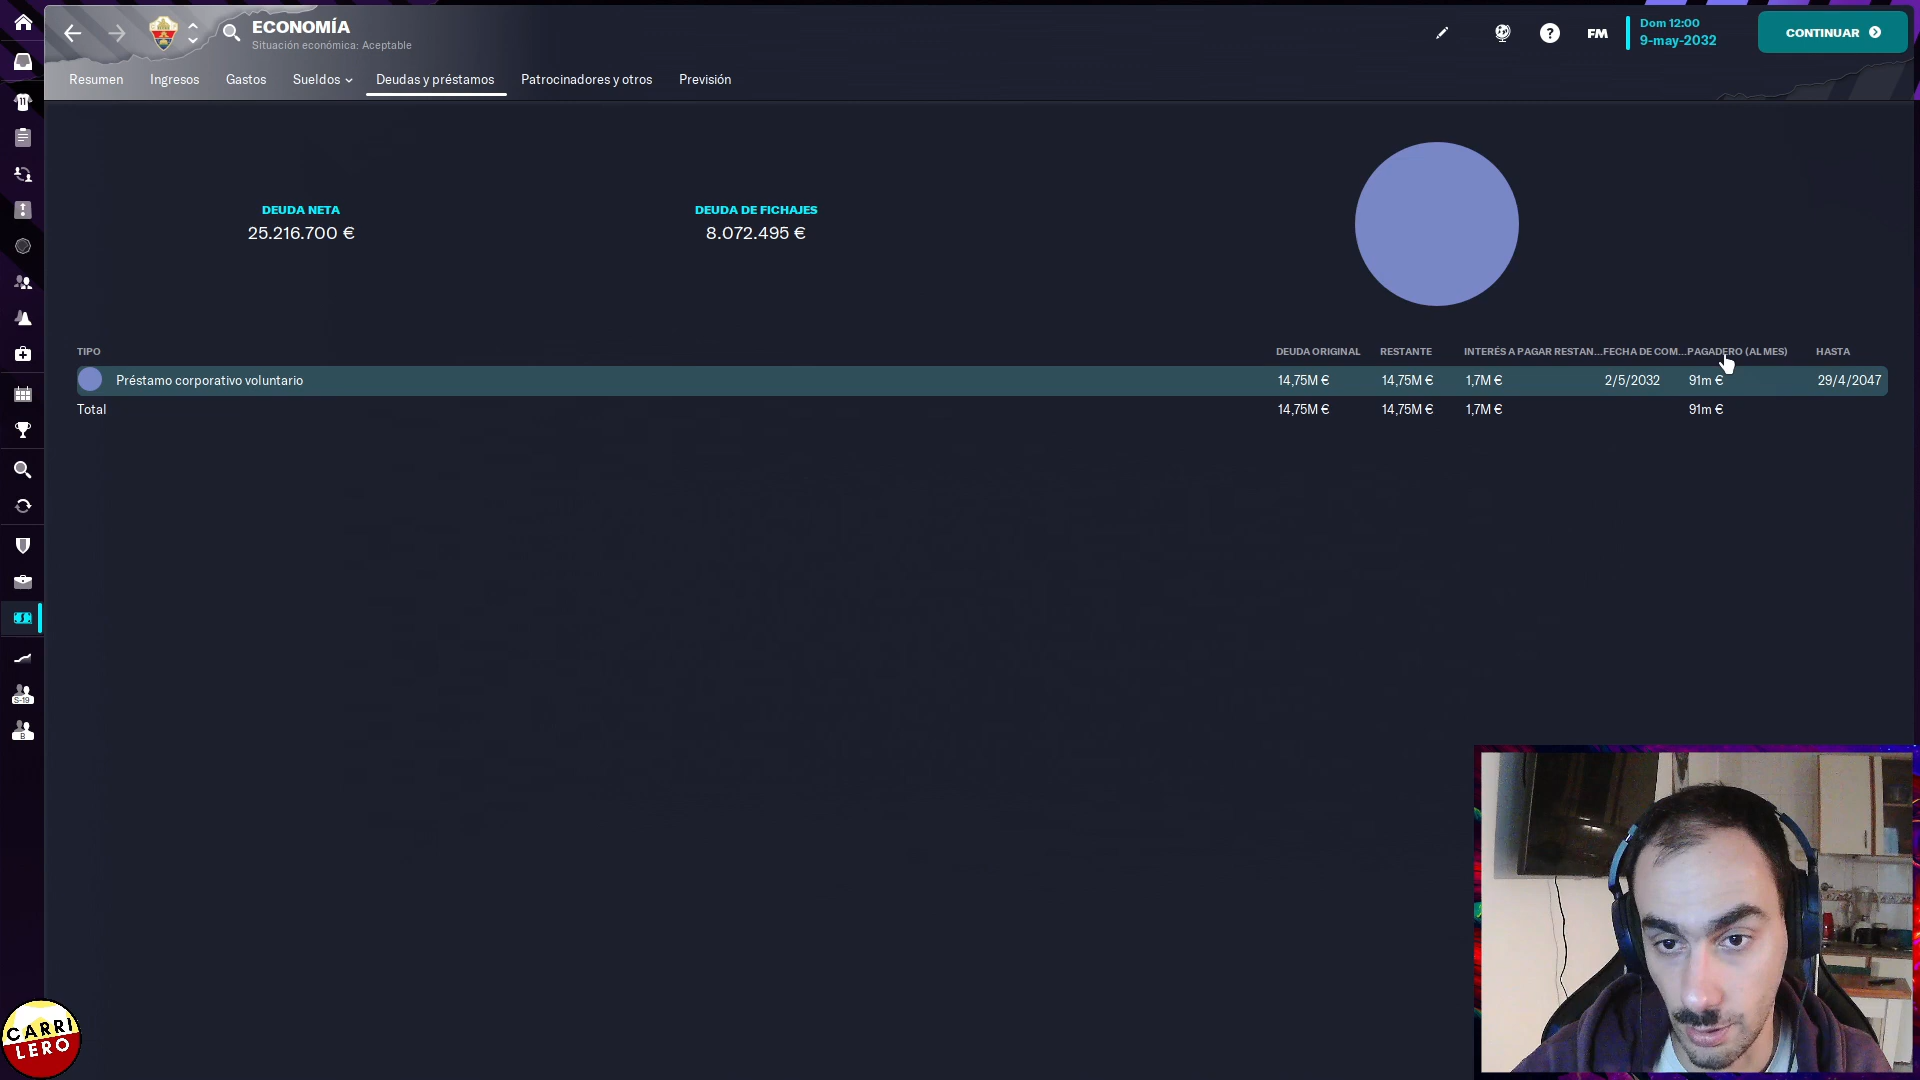 ECONOMÍA
Situación económica: Aceptable
FM
Dom 12:00
9-may-2032
CONTINUAR
Resumen
Ingresos
Gastos
Sueldos
Deudas y préstamos
Patrocinadores y otros
Previsión
DEUDA NETA
25.216.700 €
DEUDA DE FICHAJES
8.072.495 €
TIPO DEUDA ORIGINAL RESTANTE INTERÉS A PAGAR RESTAN... FECHA DE COM... PAGADERO (AL MES) HASTA
Préstamo corporativo voluntario 14,75M € 14,75M € 1,7M € 2/5/2032 91m € 29/4/2047
Total 14,75M € 14,75M € 1,7M € 91m €
11
S-19
B
CARRI
LERO